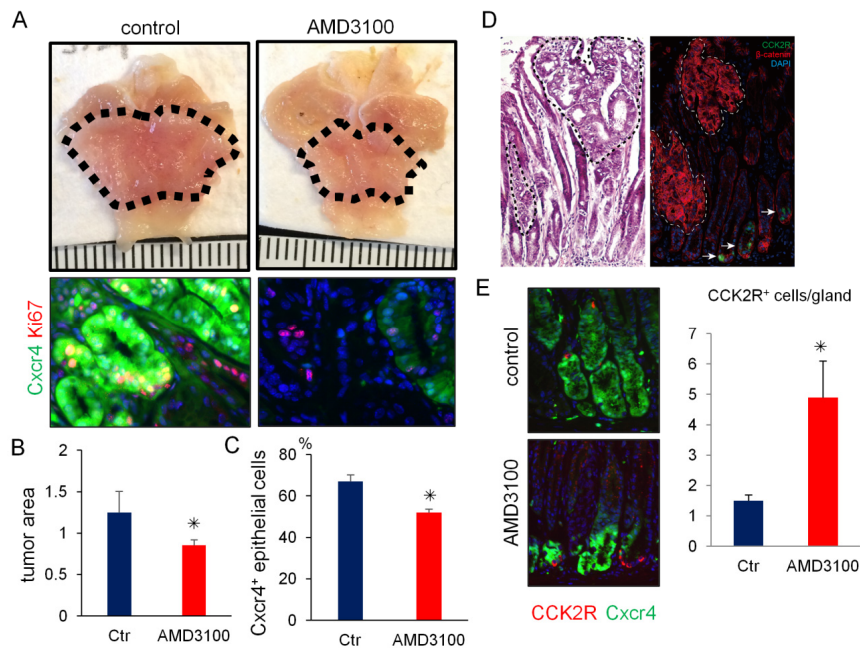 A
control
AMD3100
Cxcr4 Ki67
B
tumor area
2
1.5
1
0.5
0
Ctr
AMD3100
*
C
%
Cxcr4⁺ epithelial cells
80
60
40
20
0
Ctr
AMD3100
*
D
CCK2R
β-catenin
DAPI
E
control
AMD3100
CCK2R Cxcr4
CCK2R⁺ cells/gland
7
6
5
4
3
2
1
0
Ctr
AMD3100
*